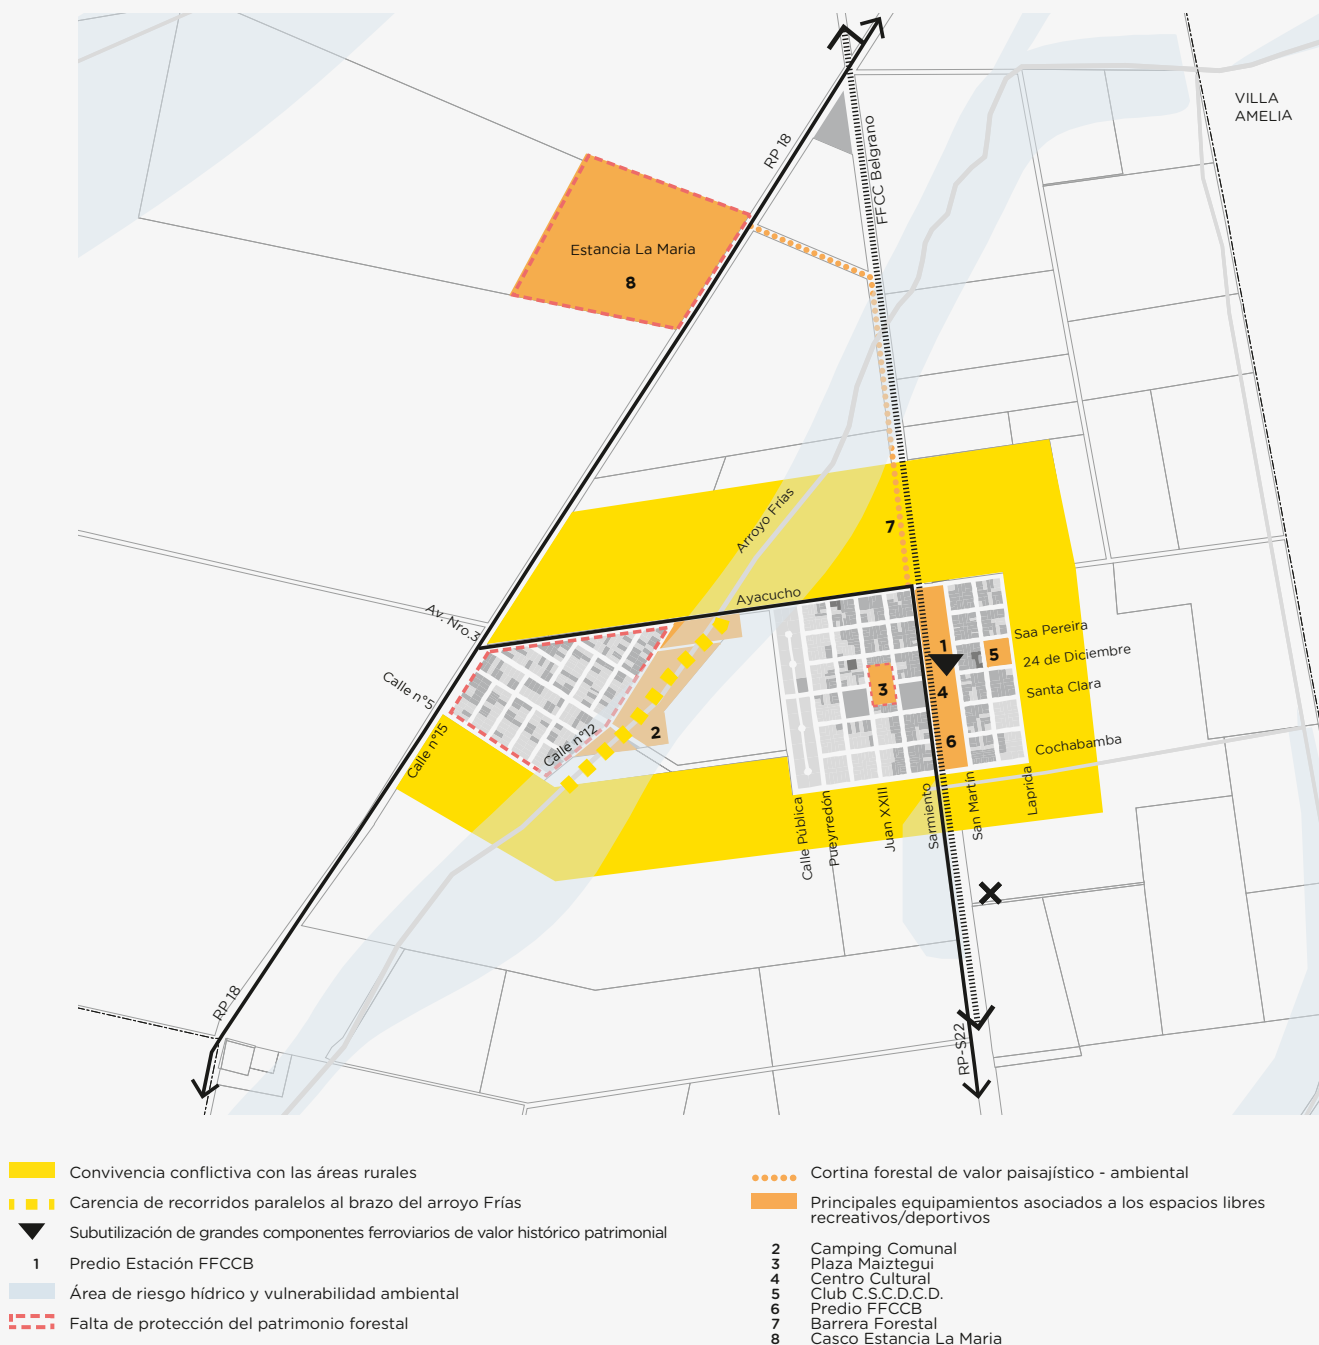 VILLA
AMELIA
RP 18
FFCC Belgrano
Estancia La Maria
8
7
Arroyo Frías
Ayacucho
Av. Nro 3
Saa Pereira
1
5
24 de Diciembre
Calle n°5
3
4
Santa Clara
Calle n°15
Calle n°12
2
6
Cochabamba
Calle Pública
Pueyrredón
Juan XXIII
Sarmiento
San Martín
Laprida
RP 18
RP-S22
Convivencia conflictiva con las áreas rurales
Carencia de recorridos paralelos al brazo del arroyo Frías
Subutilización de grandes componentes ferroviarios de valor histórico patrimonial
1 Predio Estación FFCCB
Área de riesgo hídrico y vulnerabilidad ambiental
Falta de protección del patrimonio forestal
Cortina forestal de valor paisajístico - ambiental
Principales equipamientos asociados a los espacios libres
recreativos/deportivos
2 Camping Comunal
3 Plaza Maiztegui
4 Centro Cultural
5 Club C.S.C.D.C.D.
6 Predio FFCCB
7 Barrera Forestal
8 Casco Estancia La Maria